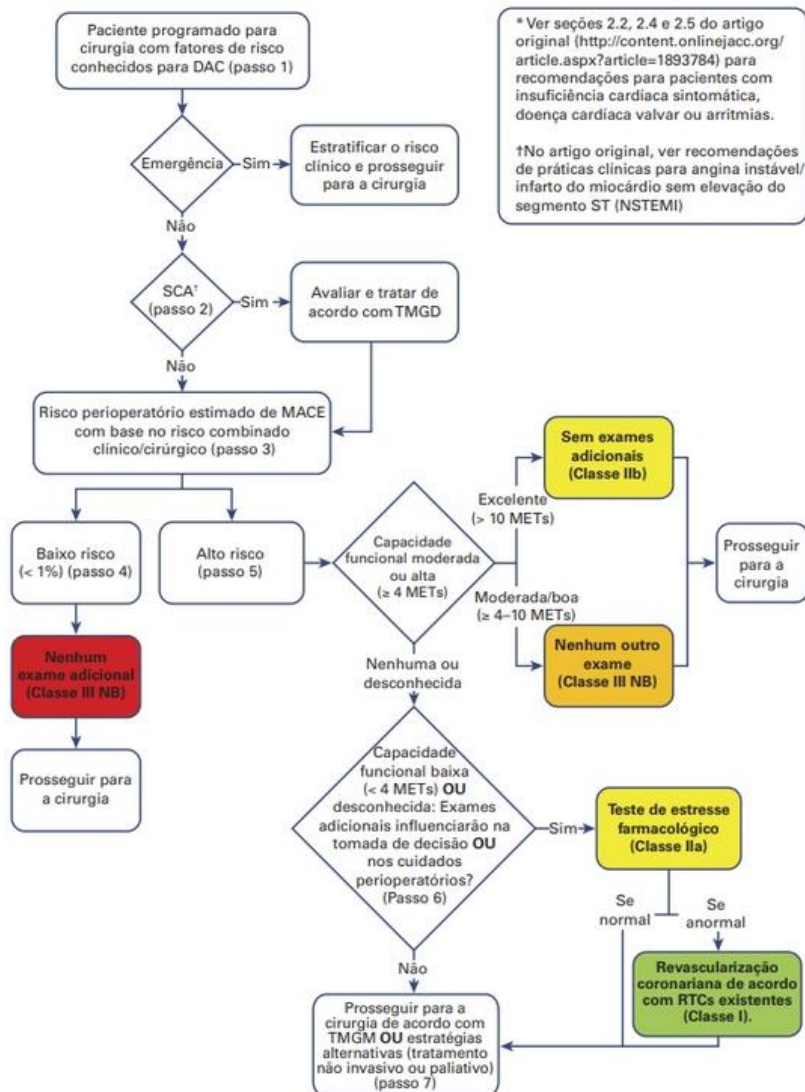 Paciente programado para
cirurgia com fatores de risco
conhecidos para DAC (passo 1)
* Ver seções 2.2, 2.4 e 2.5 do artigo
original (http://content.onlinejacc.org/
article.aspx?article=1893784) para
recomendações para pacientes com
insuficiência cardíaca sintomática,
doença cardíaca valvar ou arritmias.
†No artigo original, ver recomendações
de práticas clínicas para angina instável/
infarto do miocárdio sem elevação do
segmento ST (NSTEMI)
Emergência
Sim
Estratificar o risco
clínico e prosseguir
para a cirurgia
Não
SCA†
(passo 2)
Sim
Avaliar e tratar de
acordo com TMGD
Não
Risco perioperatório estimado de MACE
com base no risco combinado
clínico/cirúrgico (passo 3)
Baixo risco
(< 1%) (passo 4)
Alto risco
(passo 5)
Capacidade
funcional moderada
ou alta
(≥ 4 METs)
Excelente
(> 10 METs)
Sem exames
adicionais
(Classe IIb)
Moderada/boa
(≥ 4–10 METs)
Nenhum outro
exame
(Classe III NB)
Prosseguir
para a
cirurgia
Nenhum
exame adicional
(Classe III NB)
Prosseguir para
a cirurgia
Nenhuma ou
desconhecida
Capacidade
funcional baixa
(< 4 METs) OU
desconhecida: Exames
adicionais influenciarão na
tomada de decisão OU
nos cuidados
perioperatórios?
(Passo 6)
Sim
Teste de estresse
farmacológico
(Classe IIa)
Se
normal
Se
anormal
Revascularização
coronariana de acordo
com RTCs existentes
(Classe I).
Não
Prosseguir para a
cirurgia de acordo com
TMGM OU estratégias
alternativas (tratamento
não invasivo ou paliativo)
(passo 7)